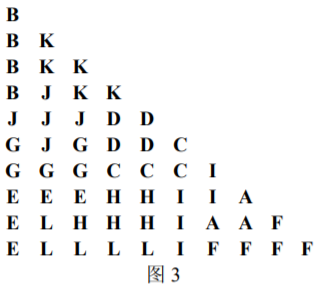 B
B K
B K K
B J K K
J J J D D
G J G D D C
G G G C C C I
E E E H H I I A
E L H H H I A A F
E L L L L I F F F F
图 3